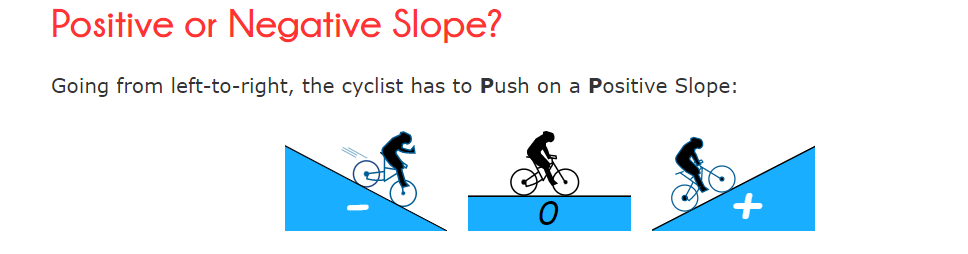 Positive or Negative Slope?
Going from left-to-right, the cyclist has to Push on a Positive Slope:
− 0 +